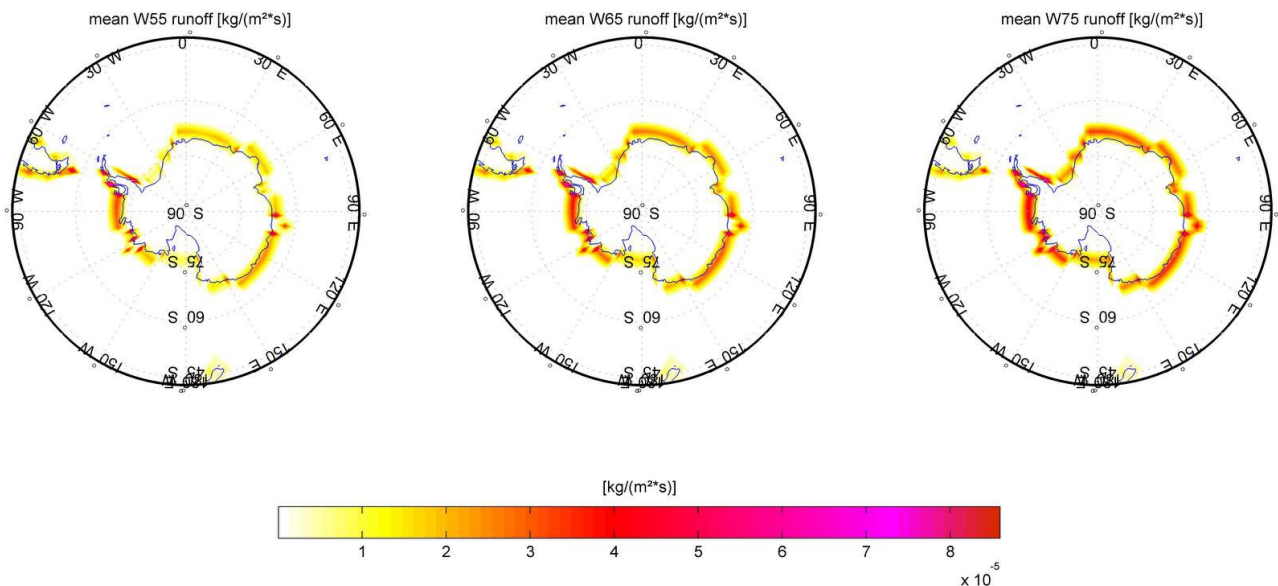 mean W55 runoff [kg/(m²*s)]
mean W65 runoff [kg/(m²*s)]
mean W75 runoff [kg/(m²*s)]
0
30 W
30 E
60 W
60 E
90 W
90 E
90 S
75
120 W
120 E
60 S
150 W
150 E
45 S
0
30 W
30 E
60 W
60 E
90 W
90 E
90 S
75
120 W
120 E
60 S
150 W
150 E
45 S
0
30 W
30 E
60 W
60 E
90 W
90 E
90 S
75
120 W
120 E
60 S
150 W
150 E
45 S
[kg/(m²*s)]
1 2 3 4 5 6 7 8
x 10⁻⁵